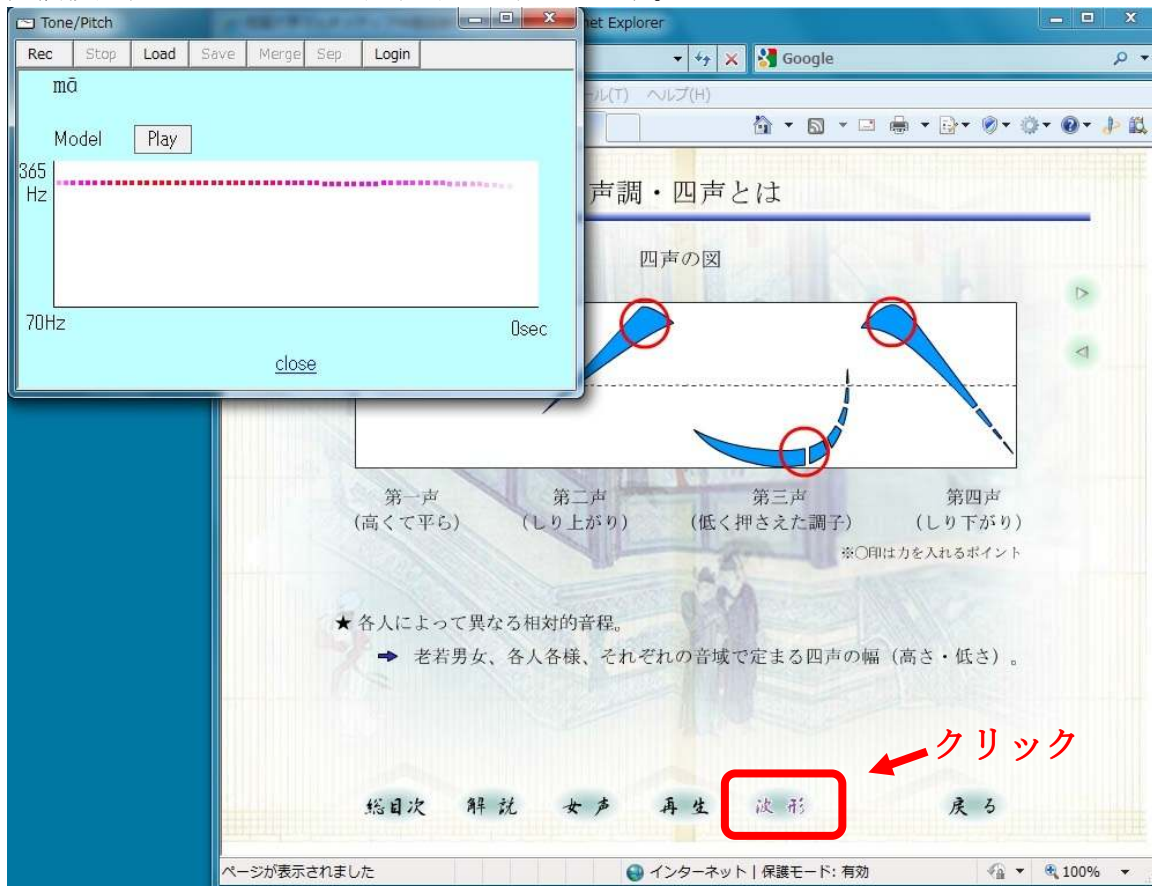 Tone/Pitch
net Explorer
Rec Stop Load Save Merge Sep Login
Google
mā
ール(T) ヘルプ(H)
Model Play
365
Hz
70Hz
0sec
close
声調・四声とは
四声の図
第一声 第二声 第三声 第四声
(高くて平ら) (しり上がり) (低く押さえた調子) (しり下がり)
※〇印は力を入れるポイント
★各人によって異なる相対的音程。
➡ 老若男女、各人各様、それぞれの音域で定まる四声の幅(高さ・低さ)。
クリック
総目次 解説 女声 再生 波形 戻る
ページが表示されました
インターネット | 保護モード: 有効
100%